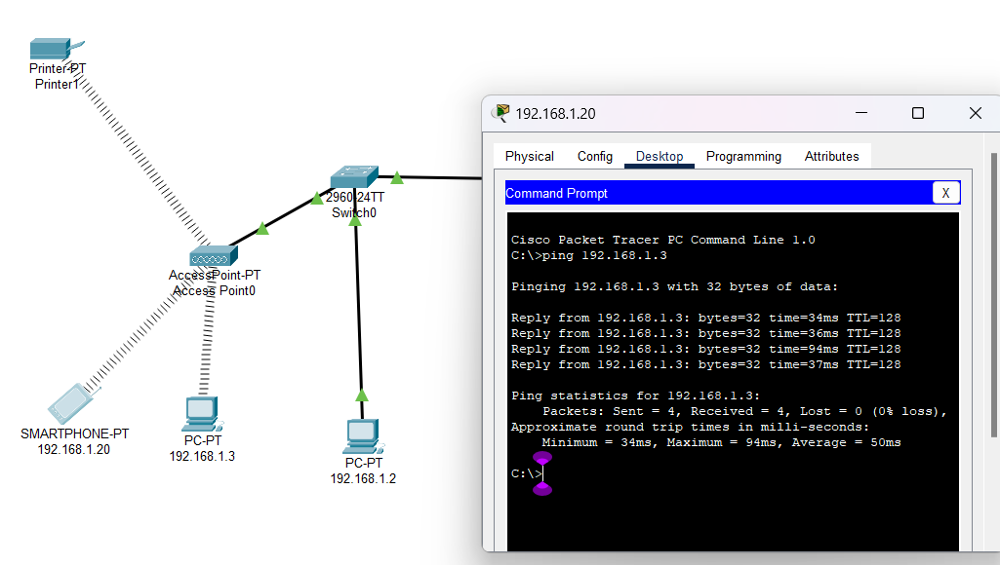 Printer-PT
Printer1
2960-24TT
Switch0
AccessPoint-PT
Access Point0
SMARTPHONE-PT
192.168.1.20
PC-PT
192.168.1.3
PC-PT
192.168.1.2
192.168.1.20
Physical Config Desktop Programming Attributes
Command Prompt X
Cisco Packet Tracer PC Command Line 1.0
C:\>ping 192.168.1.3
Pinging 192.168.1.3 with 32 bytes of data:
Reply from 192.168.1.3: bytes=32 time=34ms TTL=128
Reply from 192.168.1.3: bytes=32 time=36ms TTL=128
Reply from 192.168.1.3: bytes=32 time=94ms TTL=128
Reply from 192.168.1.3: bytes=32 time=37ms TTL=128
Ping statistics for 192.168.1.3:
Packets: Sent = 4, Received = 4, Lost = 0 (0% loss),
Approximate round trip times in milli-seconds:
Minimum = 34ms, Maximum = 94ms, Average = 50ms
C:\>